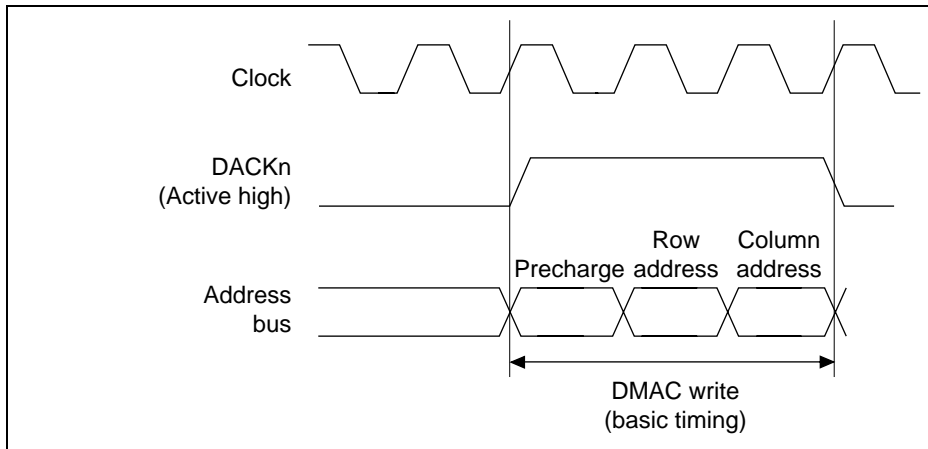 Clock
DACKn
(Active high)
Row
Column
Precharge
address
address
Address
bus
DMAC write
(basic timing)